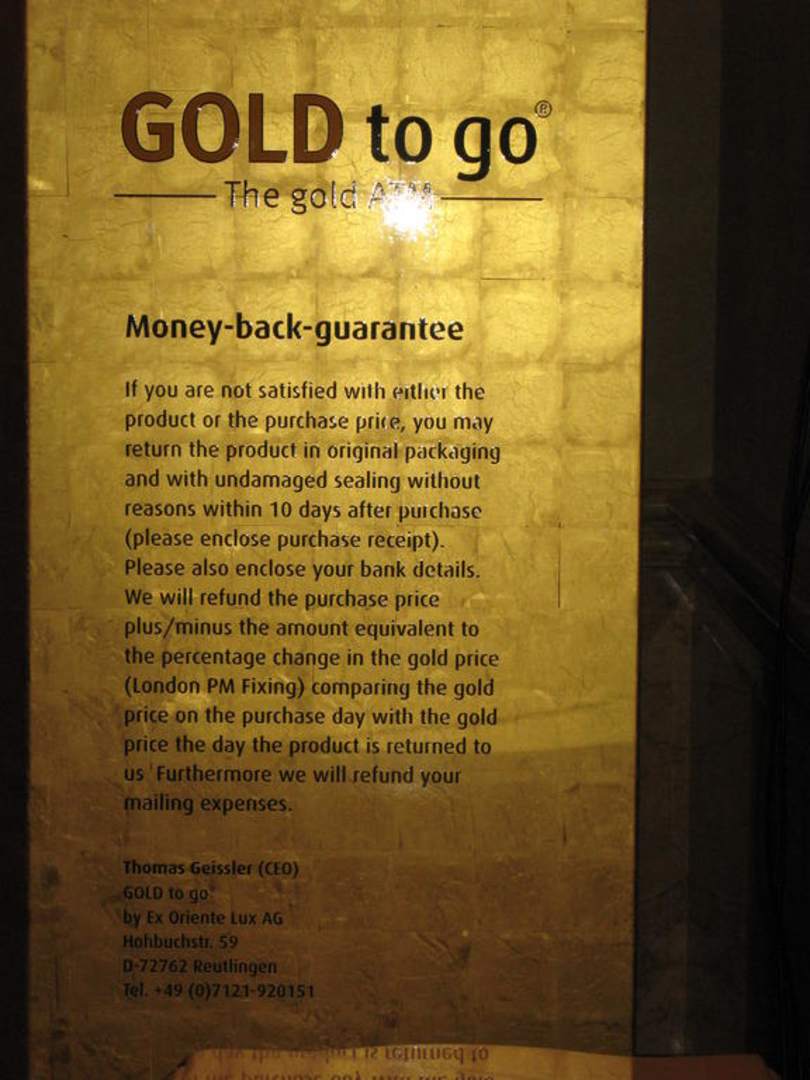 GOLD to go®
The gold ATM
Money-back-guarantee
If you are not satisfied with either the
product or the purchase price, you may
return the product in original packaging
and with undamaged sealing without
reasons within 10 days after purchase
(please enclose purchase receipt).
Please also enclose your bank details.
We will refund the purchase price
plus/minus the amount equivalent to
the percentage change in the gold price
(London PM Fixing) comparing the gold
price on the purchase day with the gold
price the day the product is returned to
us Furthermore we will refund your
mailing expenses.
Thomas Geissler (CEO)
GOLD to go®
by Ex Oriente Lux AG
Hohbuchstr. 59
D-72762 Reutlingen
Tel. +49 (0)7121-920151